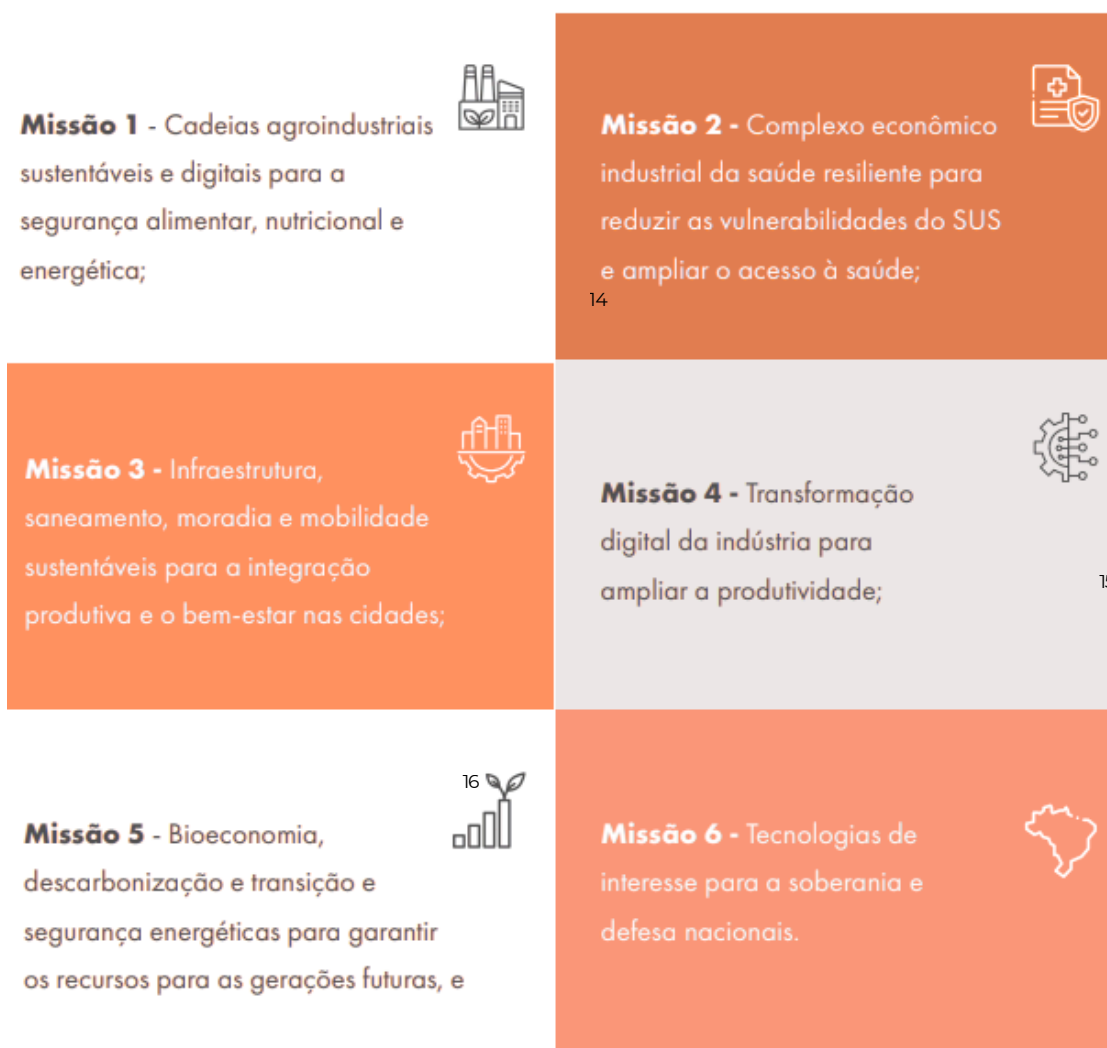 Missão 1 - Cadeias agroindustriais
sustentáveis e digitais para a
segurança alimentar, nutricional e
energética;
Missão 2 - Complexo econômico
industrial da saúde resiliente para
reduzir as vulnerabilidades do SUS
e ampliar o acesso à saúde;
14
Missão 3 - Infraestrutura,
saneamento, moradia e mobilidade
sustentáveis para a integração
produtiva e o bem-estar nas cidades;
Missão 4 - Transformação
digital da indústria para
ampliar a produtividade;
16
Missão 5 - Bioeconomia,
descarbonização e transição e
segurança energéticas para garantir
os recursos para as gerações futuras, e
Missão 6 - Tecnologias de
interesse para a soberania e
defesa nacionais.